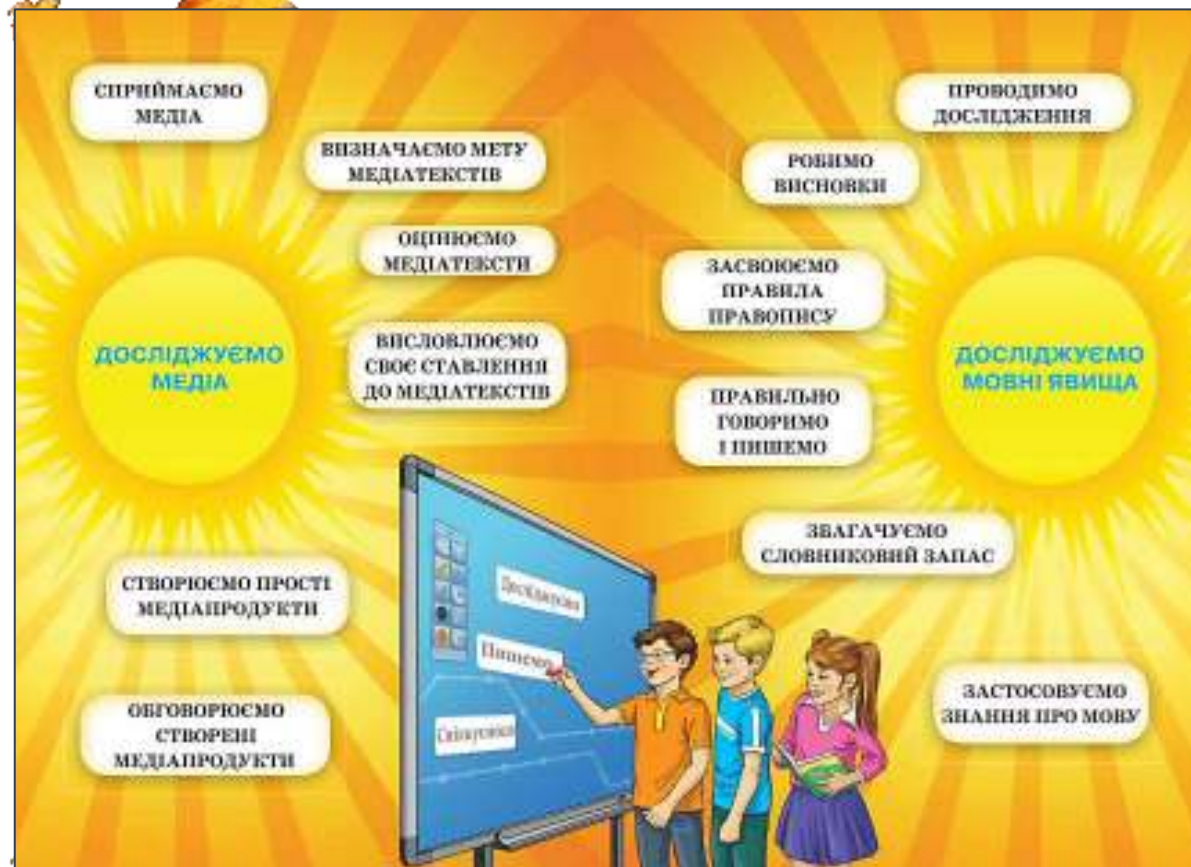 СПРИЙМАЄМО
МЕДІА
ВИЗНАЧАЄМО МЕТУ
МЕДІАТЕКСТІВ
ОЦІНЮЄМО
МЕДІАТЕКСТИ
ДОСЛІДЖУЄМО
МЕДІА
ВИСЛОВЛЮЄМО
СВОЄ СТАВЛЕННЯ
ДО МЕДІАТЕКСТІВ
СТВОРЮЄМО ПРОСТІ
МЕДІАПРОДУКТИ
ОБГОВОРЮЄМО
СТВОРЕНІ
МЕДІАПРОДУКТИ
Досліджуємо
Пишемо
Спілкуємося
ПРОВОДИМО
ДОСЛІДЖЕННЯ
РОБИМО
ВИСНОВКИ
ЗАСВОЮЄМО
ПРАВИЛА
ПРАВОПИСУ
ДОСЛІДЖУЄМО
МОВНІ ЯВИЩА
ПРАВИЛЬНО
ГОВОРИМО
І ПИШЕМО
ЗБАГАЧУЄМО
СЛОВНИКОВИЙ ЗАПАС
ЗАСТОСОВУЄМО
ЗНАННЯ ПРО МОВУ